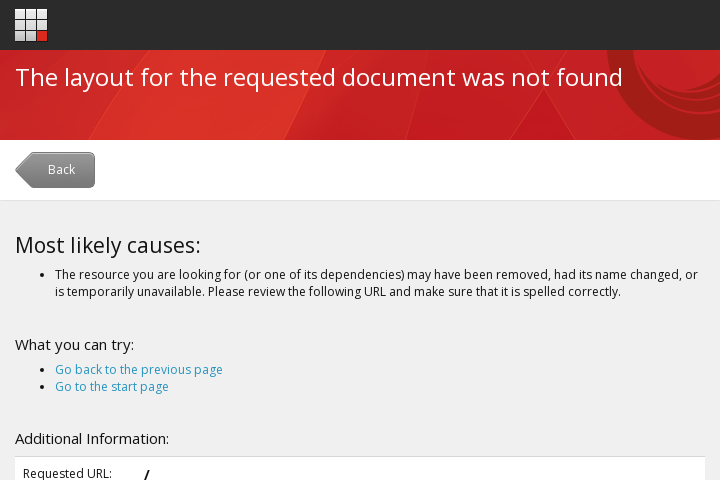 The layout for the requested document was not found
Back
Most likely causes:
The resource you are looking for (or one of its dependencies) may have been removed, had its name changed, or
is temporarily unavailable. Please review the following URL and make sure that it is spelled correctly.
What you can try:
Go back to the previous page
Go to the start page
Additional Information:
Requested URL: /